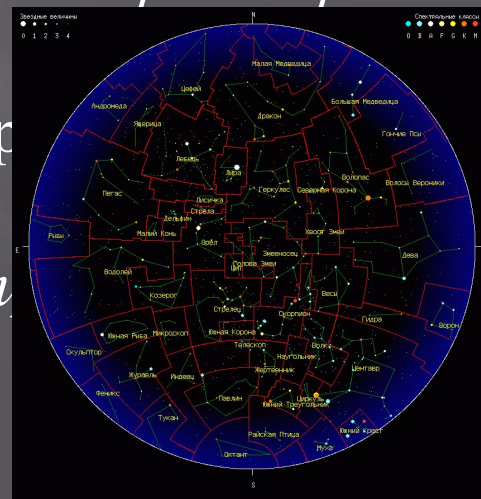 Звездные величины
0 1 2 3 4
Спектральные классы
O B A F G K M
N
Малая Медведица
Цефей
Большая Медведица
Андромеда
Дракон
Ящерица
Гончие Псы
Лебедь
Лира
Волопас
Волосы Вероники
Пегас
Геркулес
Северная Корона
Лисичка
Стрела
Дельфин
Малый Конь
Хвост Змеи
Рыбы
Орёл
E
Змееносец
Дева
Голова Змеи
Щит
Водолей
Козерог
Весы
Стрелец
Скорпион
Гидра
Ворон
Южная Рыба
Микроскоп
Южная Корона
Телескоп
Волк
Скульптор
Наугольник
Журавль
Индеец
Жертвенник
Центавр
Феникс
Павлин
Циркуль
Южный Треугольник
Тукан
Райская Птица
Южный Крест
Муха
Октант
S